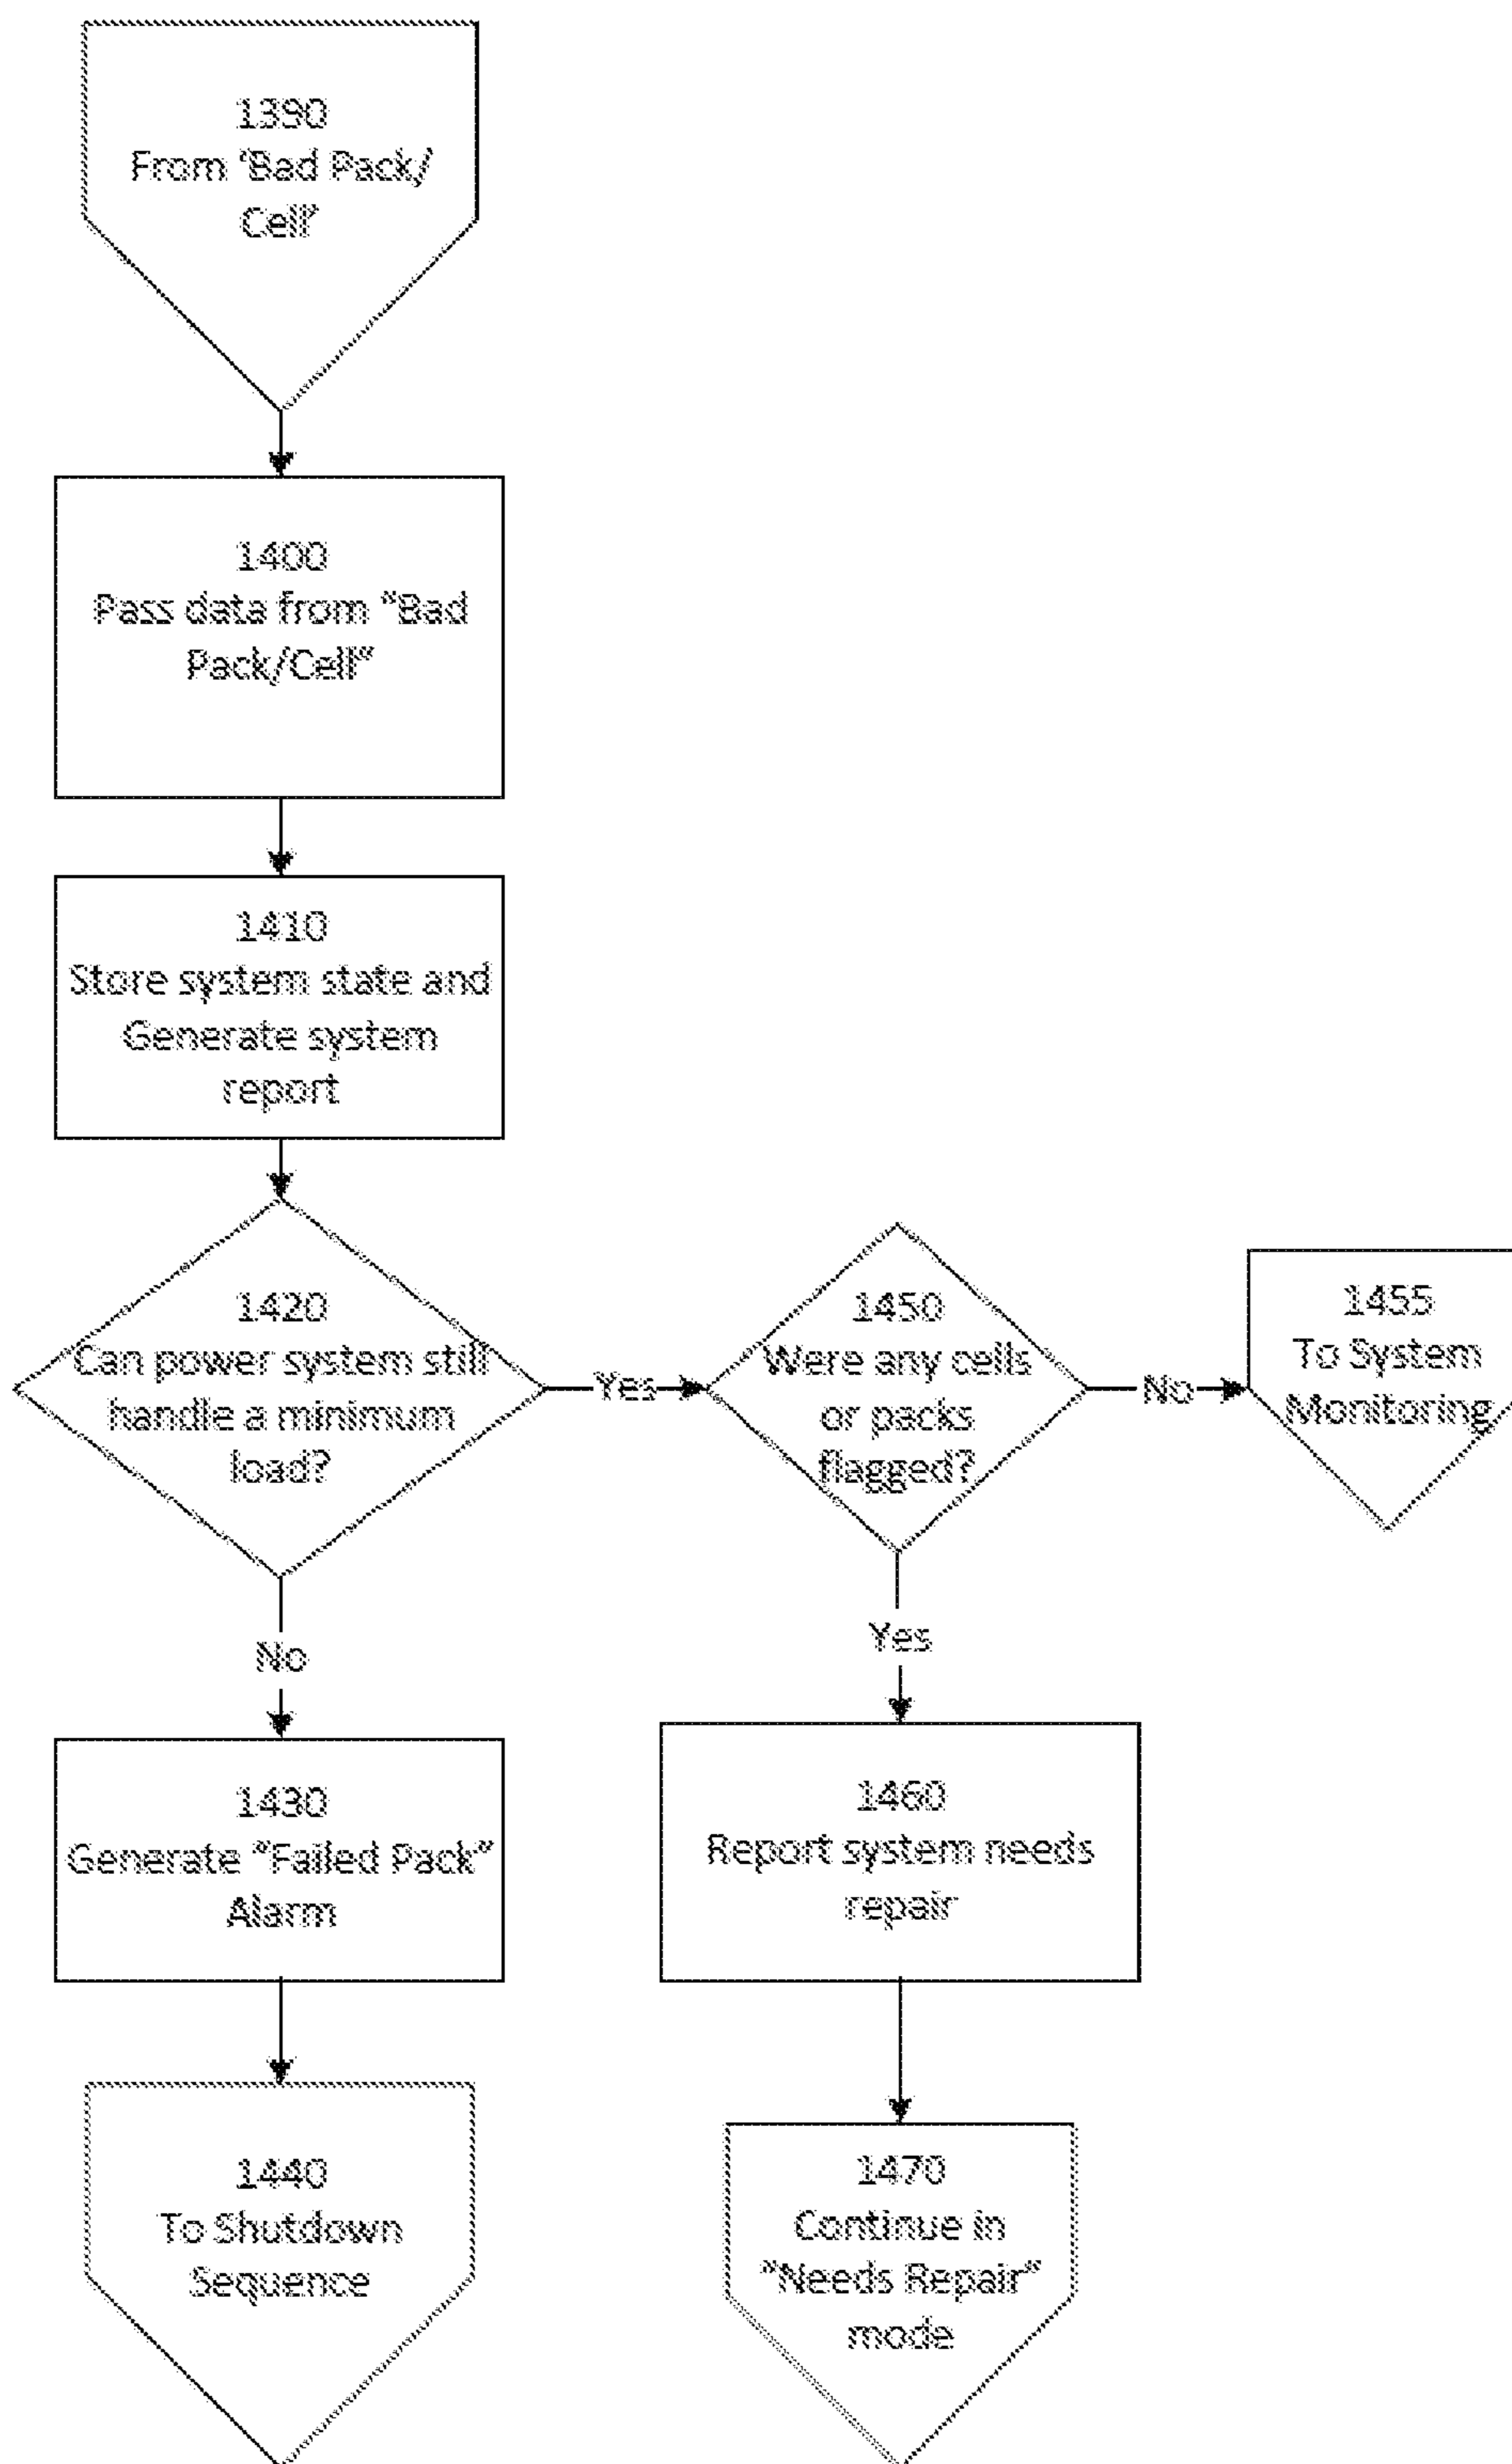 1390
From 'Bad Pack/
Cell'
1400
Pass data from "Bad
Pack/Cell"
1410
Store system state and
Generate system
report
1420
Can power system still
handle a minimum
load?
Yes
1450
Were any cells
or packs
flagged?
No
1455
To System
Monitoring
No
Yes
1430
Generate "Failed Pack"
Alarm
1460
Report system needs
repair
1440
To Shutdown
Sequence
1470
Continue in
"Needs Repair"
mode